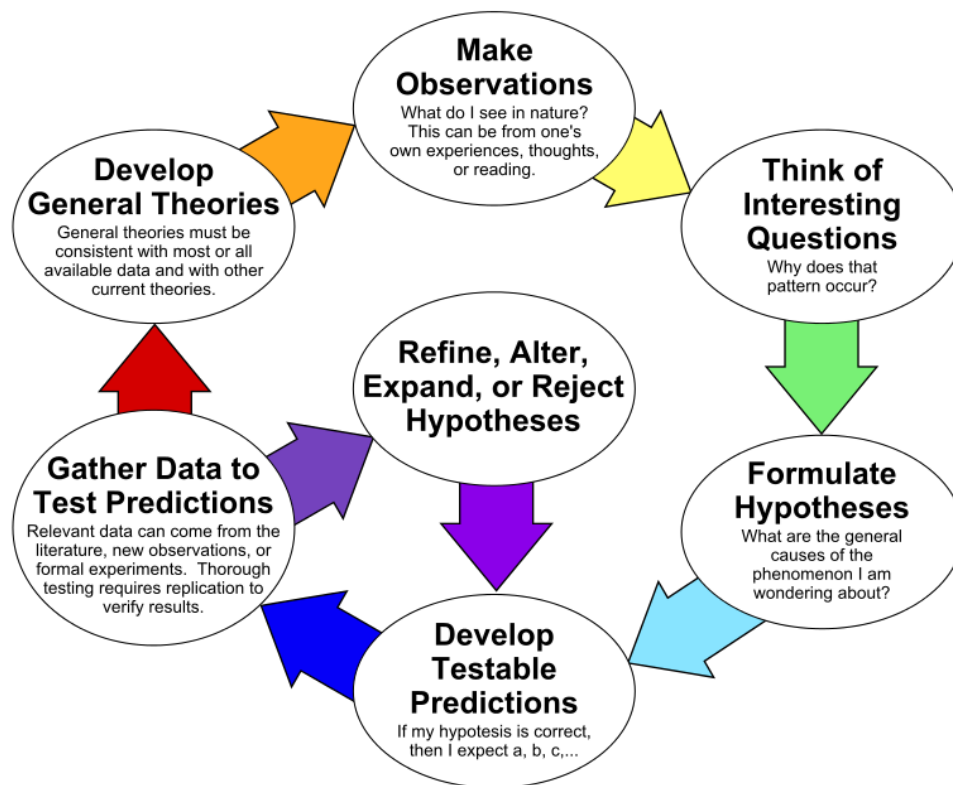 Make
Observations
What do I see in nature?
This can be from one's
own experiences, thoughts,
or reading.
Think of
Interesting
Questions
Why does that
pattern occur?
Formulate
Hypotheses
What are the general
causes of the
phenomenon I am
wondering about?
Develop
Testable
Predictions
If my hypotesis is correct,
then I expect a, b, c,...
Gather Data to
Test Predictions
Relevant data can come from the
literature, new observations, or
formal experiments. Thorough
testing requires replication to
verify results.
Refine, Alter,
Expand, or Reject
Hypotheses
Develop
General Theories
General theories must be
consistent with most or all
available data and with other
current theories.